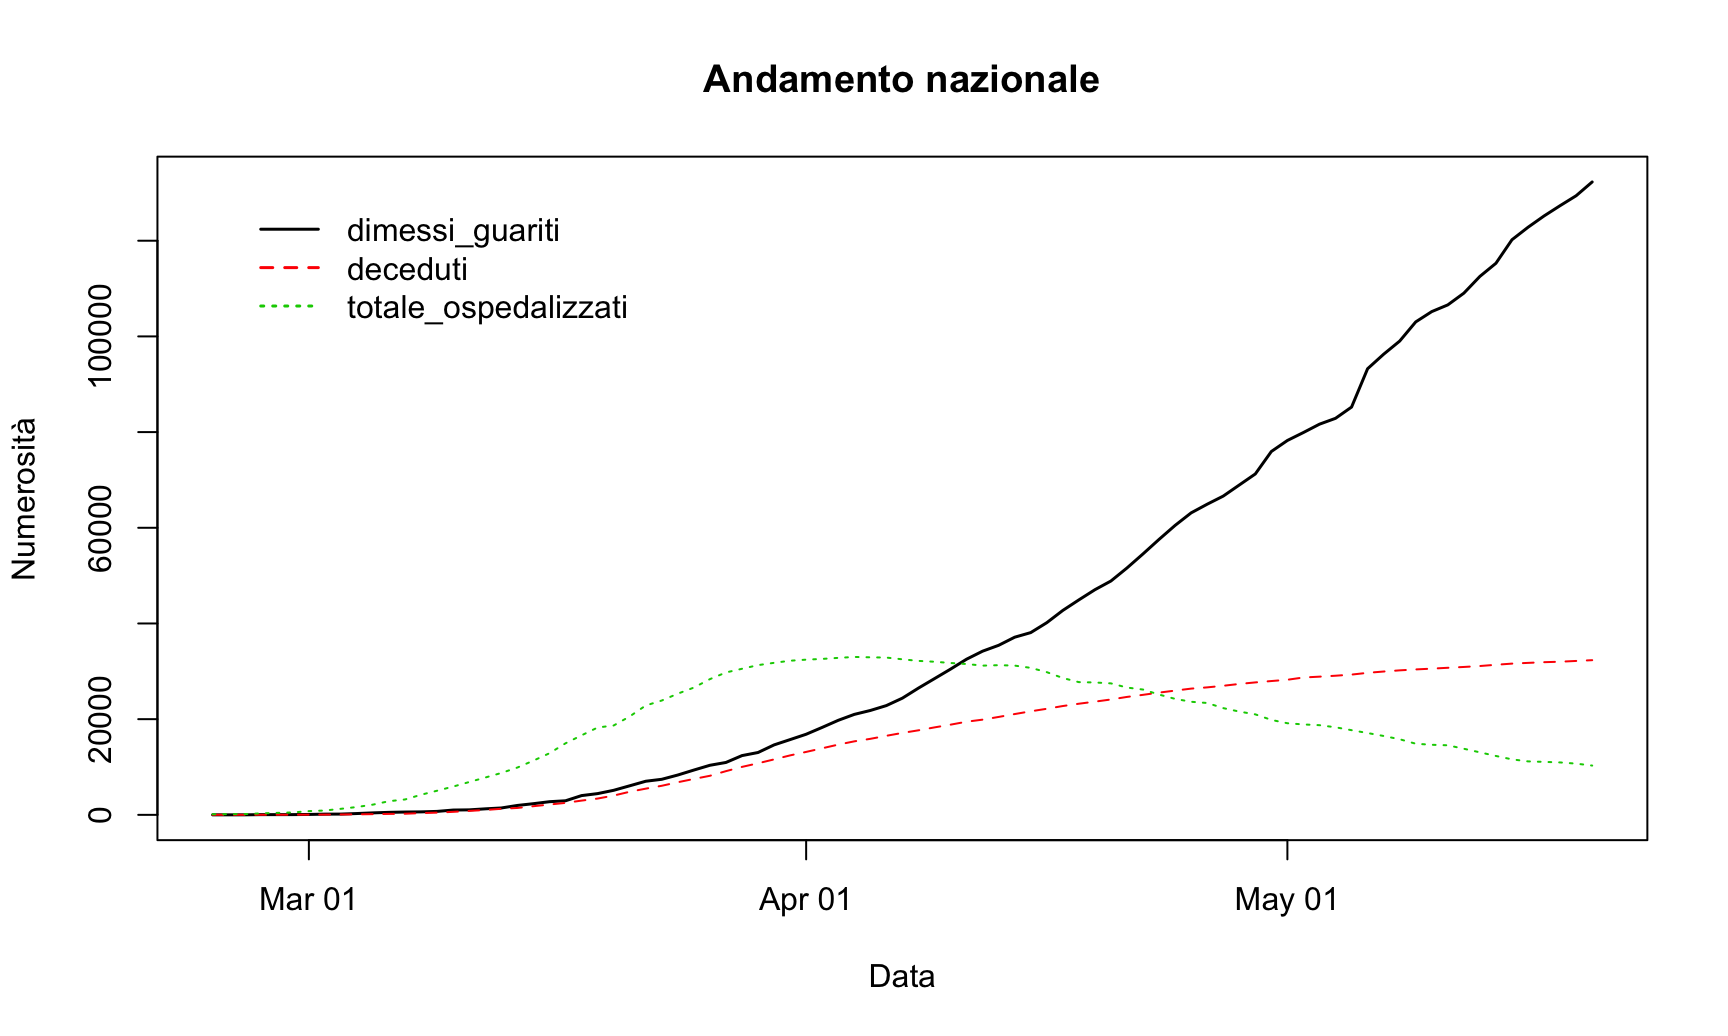 Andamento nazionale
dimessi_guariti
deceduti
totale_ospedalizzati
Numerosità
100000
60000
20000
0
Mar 01
Apr 01
May 01
Data